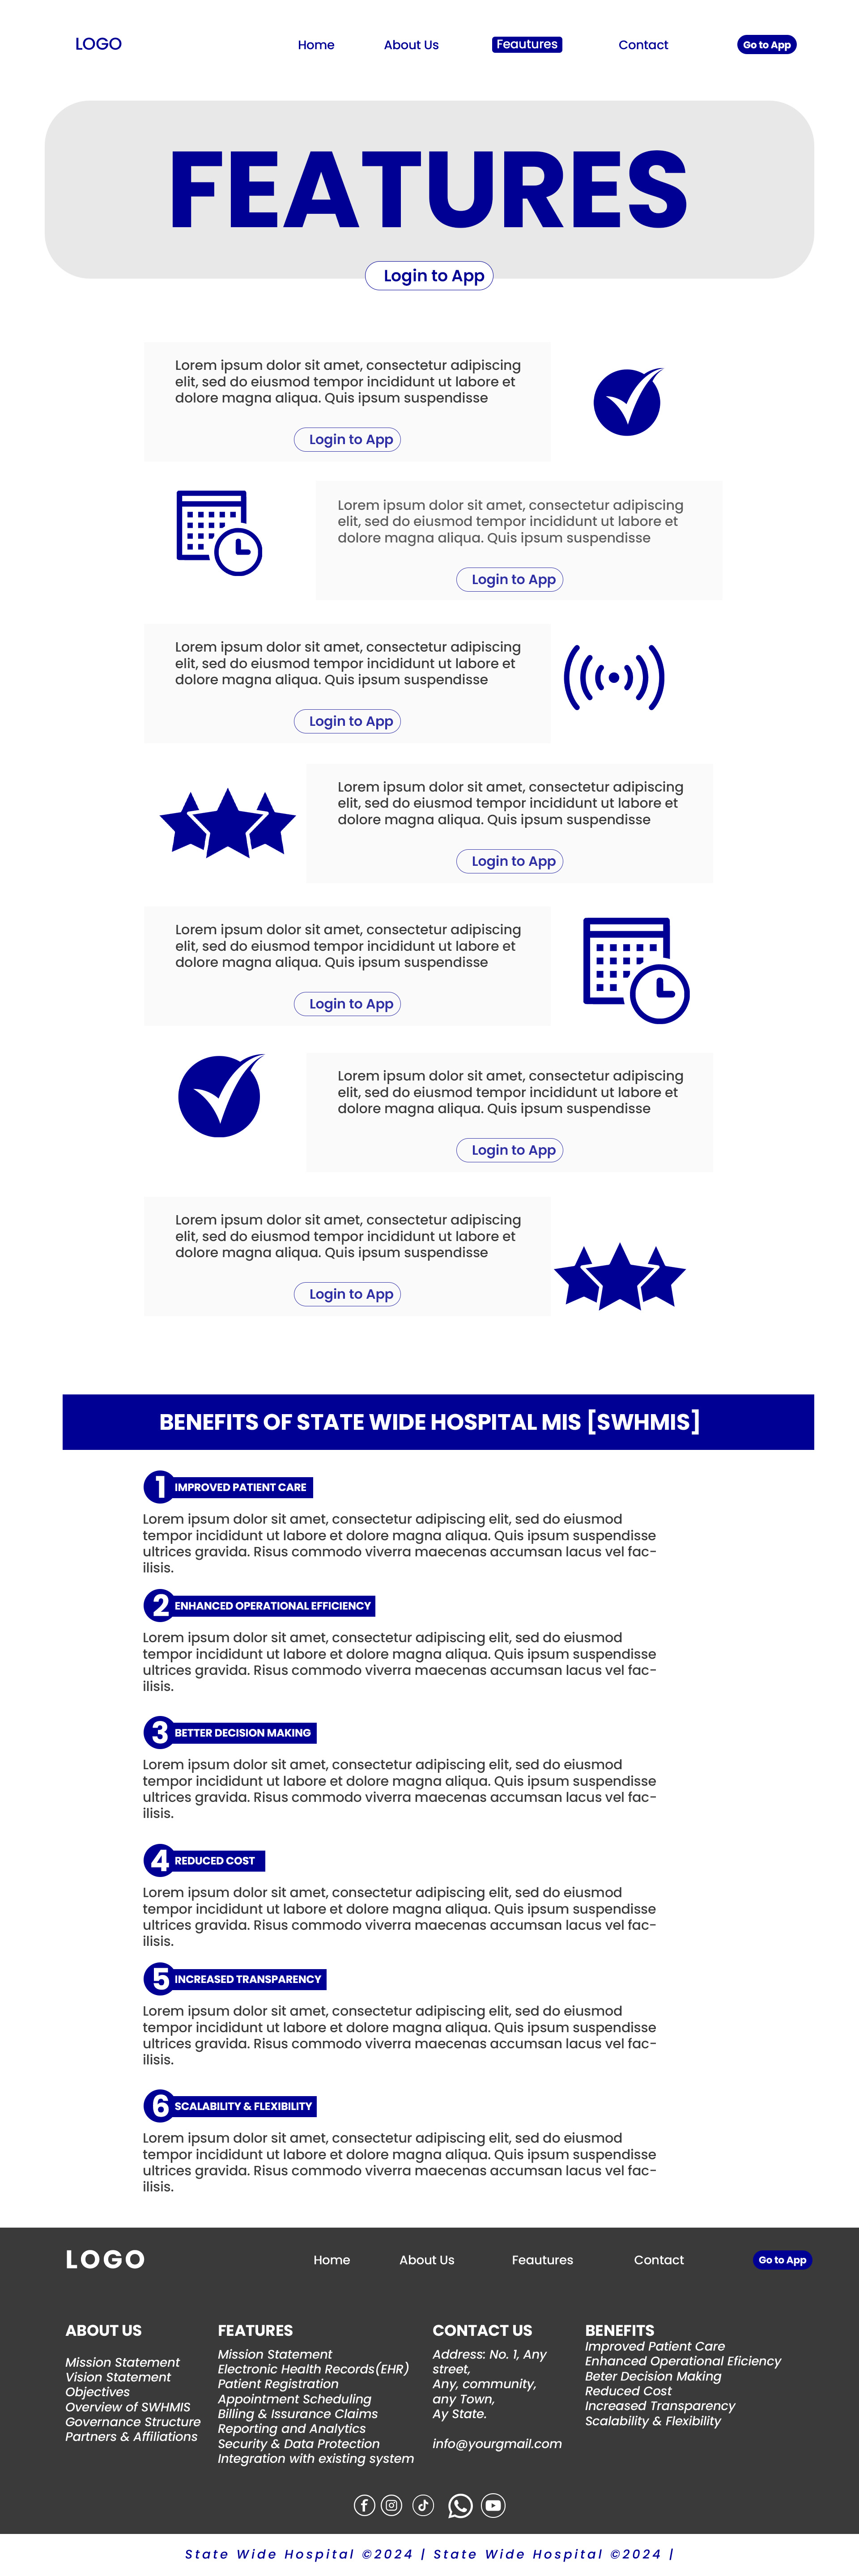 LOGO
Home
About Us
Feautures
Contact
Go to App
FEATURES
Login to App
Lorem ipsum dolor sit amet, consectetur adipiscing
elit, sed do eiusmod tempor incididunt ut labore et
dolore magna aliqua. Quis ipsum suspendisse
Login to App
Lorem ipsum dolor sit amet, consectetur adipiscing
elit, sed do eiusmod tempor incididunt ut labore et
dolore magna aliqua. Quis ipsum suspendisse
Login to App
Lorem ipsum dolor sit amet, consectetur adipiscing
elit, sed do eiusmod tempor incididunt ut labore et
dolore magna aliqua. Quis ipsum suspendisse
Login to App
Lorem ipsum dolor sit amet, consectetur adipiscing
elit, sed do eiusmod tempor incididunt ut labore et
dolore magna aliqua. Quis ipsum suspendisse
Login to App
Lorem ipsum dolor sit amet, consectetur adipiscing
elit, sed do eiusmod tempor incididunt ut labore et
dolore magna aliqua. Quis ipsum suspendisse
Login to App
Lorem ipsum dolor sit amet, consectetur adipiscing
elit, sed do eiusmod tempor incididunt ut labore et
dolore magna aliqua. Quis ipsum suspendisse
Login to App
Lorem ipsum dolor sit amet, consectetur adipiscing
elit, sed do eiusmod tempor incididunt ut labore et
dolore magna aliqua. Quis ipsum suspendisse
Login to App
BENEFITS OF STATE WIDE HOSPITAL MIS [SWHMIS]
1 IMPROVED PATIENT CARE
Lorem ipsum dolor sit amet, consectetur adipiscing elit, sed do eiusmod
tempor incididunt ut labore et dolore magna aliqua. Quis ipsum suspendisse
ultrices gravida. Risus commodo viverra maecenas accumsan lacus vel fac-
ilisis.
2 ENHANCED OPERATIONAL EFFICIENCY
Lorem ipsum dolor sit amet, consectetur adipiscing elit, sed do eiusmod
tempor incididunt ut labore et dolore magna aliqua. Quis ipsum suspendisse
ultrices gravida. Risus commodo viverra maecenas accumsan lacus vel fac-
ilisis.
3 BETTER DECISION MAKING
Lorem ipsum dolor sit amet, consectetur adipiscing elit, sed do eiusmod
tempor incididunt ut labore et dolore magna aliqua. Quis ipsum suspendisse
ultrices gravida. Risus commodo viverra maecenas accumsan lacus vel fac-
ilisis.
4 REDUCED COST
Lorem ipsum dolor sit amet, consectetur adipiscing elit, sed do eiusmod
tempor incididunt ut labore et dolore magna aliqua. Quis ipsum suspendisse
ultrices gravida. Risus commodo viverra maecenas accumsan lacus vel fac-
ilisis.
5 INCREASED TRANSPARENCY
Lorem ipsum dolor sit amet, consectetur adipiscing elit, sed do eiusmod
tempor incididunt ut labore et dolore magna aliqua. Quis ipsum suspendisse
ultrices gravida. Risus commodo viverra maecenas accumsan lacus vel fac-
ilisis.
6 SCALABILITY & FLEXIBILITY
Lorem ipsum dolor sit amet, consectetur adipiscing elit, sed do eiusmod
tempor incididunt ut labore et dolore magna aliqua. Quis ipsum suspendisse
ultrices gravida. Risus commodo viverra maecenas accumsan lacus vel fac-
ilisis.
LOGO
Home
About Us
Feautures
Contact
Go to App
ABOUT US
Mission Statement
Vision Statement
Objectives
Overview of SWHMIS
Governance Structure
Partners & Affiliations
FEATURES
Mission Statement
Electronic Health Records(EHR)
Patient Registration
Appointment Scheduling
Billing & Issurance Claims
Reporting and Analytics
Security & Data Protection
Integration with existing system
CONTACT US
Address: No. 1, Any
street,
Any, community,
any Town,
Ay State.
info@yourgmail.com
BENEFITS
Improved Patient Care
Enhanced Operational Eficiency
Beter Decision Making
Reduced Cost
Increased Transparency
Scalability & Flexibility
State Wide Hospital ©2024 | State Wide Hospital ©2024 |